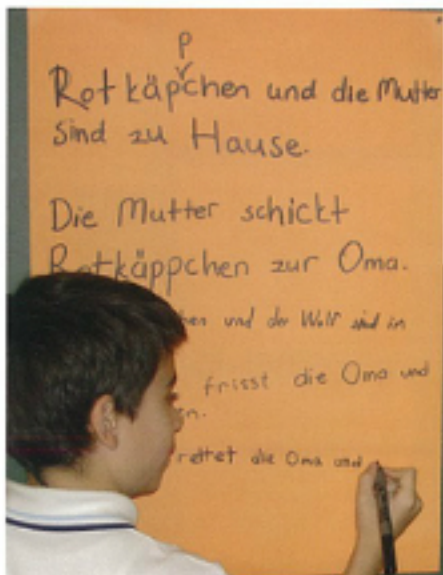 Rotkäpchen und die Mutter
p
sind zu Hause.
Die Mutter schickt
Rotkäppchen zur Oma.
hen und der Wolf sind in
frisst die Oma und
n.
rettet die Oma und